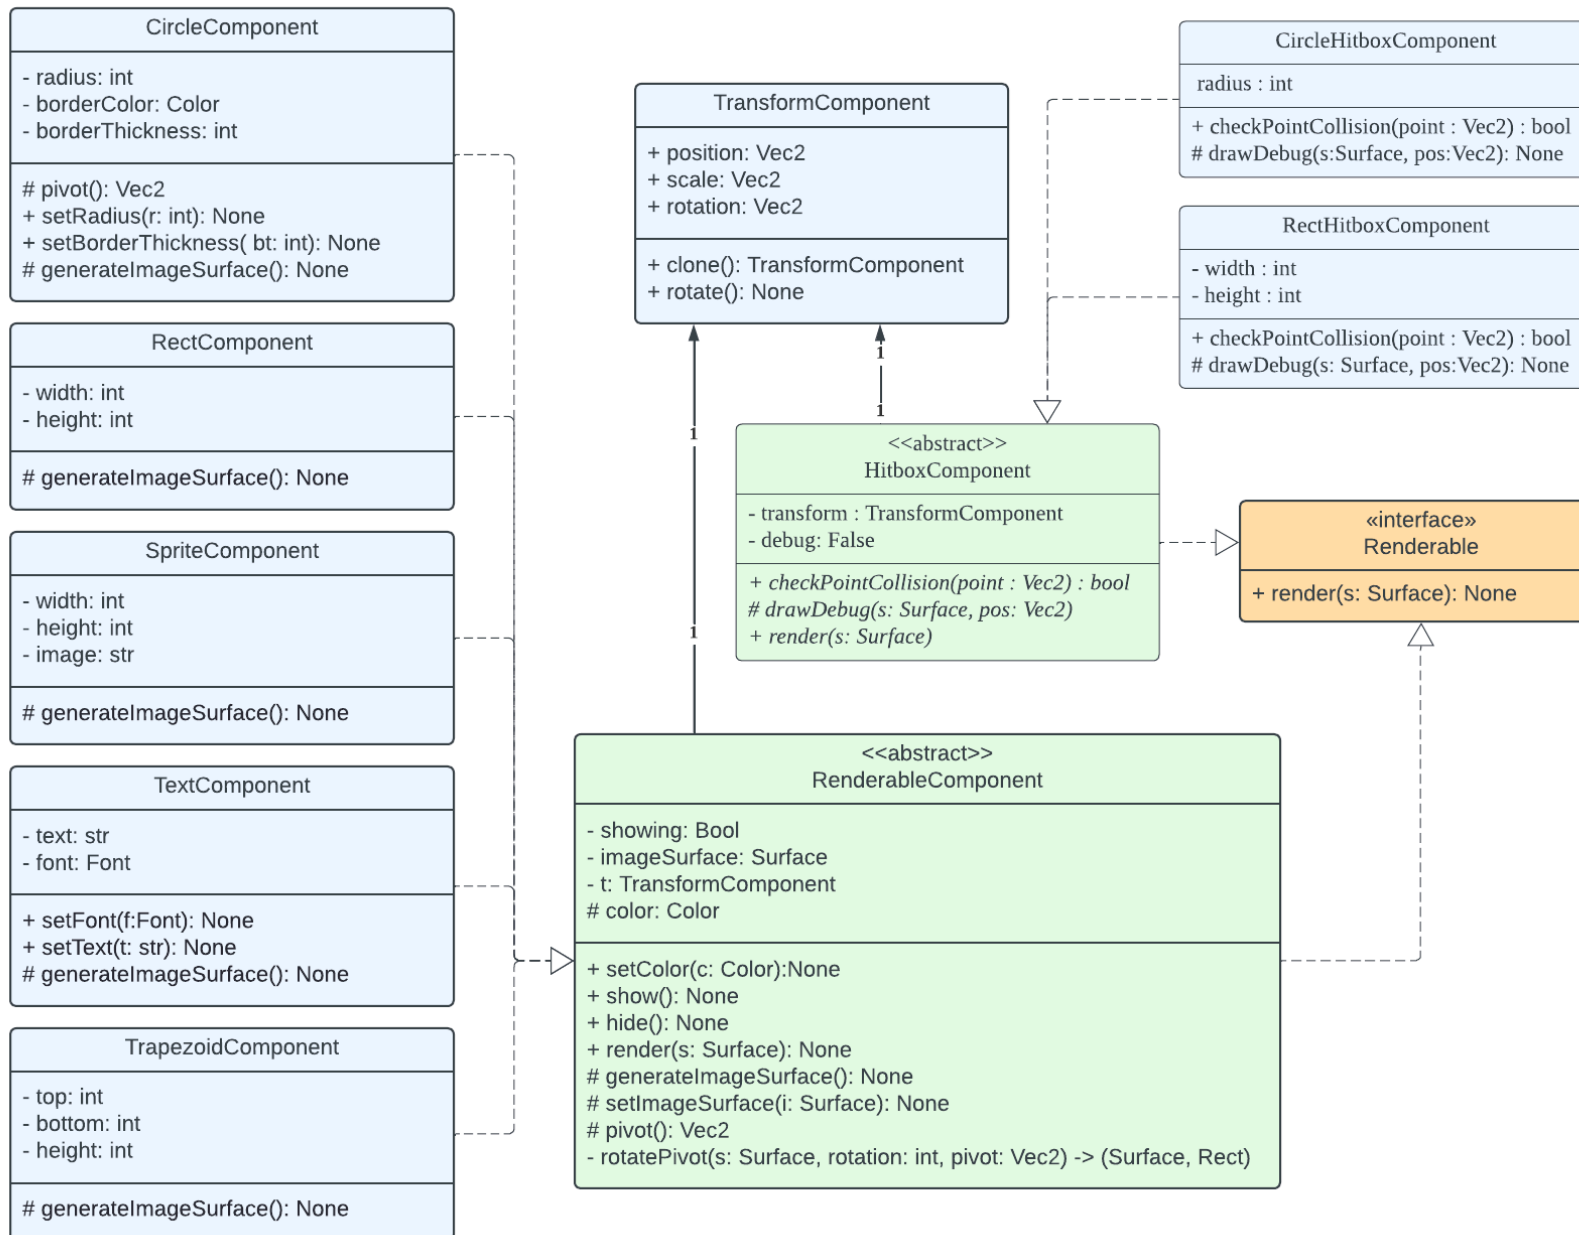 CircleComponent
- radius: int
- borderColor: Color
- borderThickness: int
# pivot(): Vec2
+ setRadius(r: int): None
+ setBorderThickness( bt: int): None
# generateImageSurface(): None
RectComponent
- width: int
- height: int
# generateImageSurface(): None
SpriteComponent
- width: int
- height: int
- image: str
# generateImageSurface(): None
TextComponent
- text: str
- font: Font
+ setFont(f:Font): None
+ setText(t: str): None
# generateImageSurface(): None
TrapezoidComponent
- top: int
- bottom: int
- height: int
# generateImageSurface(): None
TransformComponent
+ position: Vec2
+ scale: Vec2
+ rotation: Vec2
+ clone(): TransformComponent
+ rotate(): None
1
1
1
1
<<abstract>>
HitboxComponent
- transform : TransformComponent
- debug: False
+ checkPointCollision(point : Vec2) : bool
# drawDebug(s: Surface, pos: Vec2)
+ render(s: Surface)
<<abstract>>
RenderableComponent
- showing: Bool
- imageSurface: Surface
- t: TransformComponent
# color: Color
+ setColor(c: Color):None
+ show(): None
+ hide(): None
+ render(s: Surface): None
# generateImageSurface(): None
# setImageSurface(i: Surface): None
# pivot(): Vec2
- rotatePivot(s: Surface, rotation: int, pivot: Vec2) -> (Surface, Rect)
CircleHitboxComponent
radius : int
+ checkPointCollision(point : Vec2) : bool
# drawDebug(s:Surface, pos:Vec2): None
RectHitboxComponent
- width : int
- height : int
+ checkPointCollision(point : Vec2) : bool
# drawDebug(s: Surface, pos:Vec2): None
«interface»
Renderable
+ render(s: Surface): None